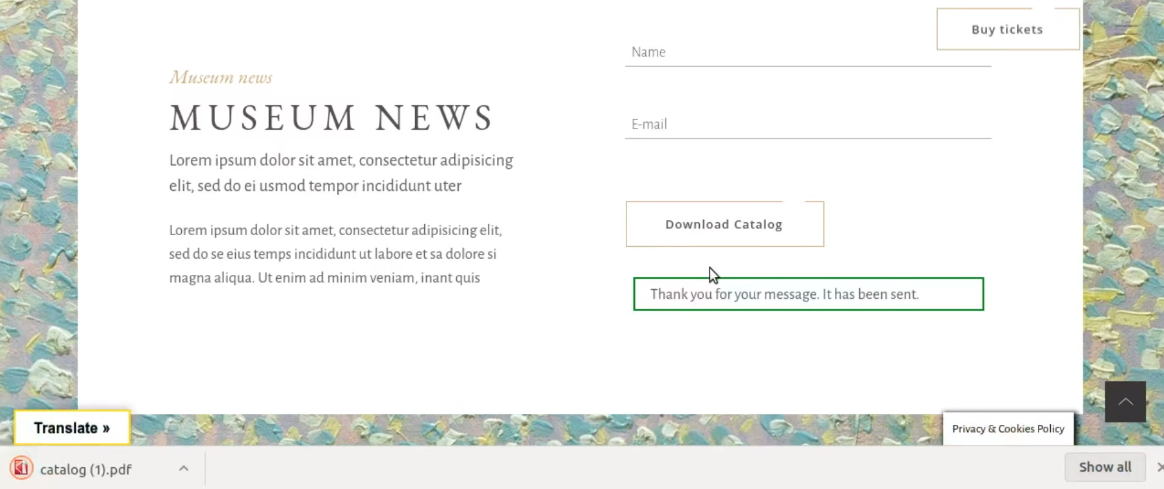 Buy tickets
Name
Museum news
MUSEUM NEWS
E-mail
Lorem ipsum dolor sit amet, consectetur adipisicing
elit, sed do ei usmod tempor incididunt uter
Download Catalog
Lorem ipsum dolor sit amet, consectetur adipisicing elit,
sed do se eius temps incididunt ut labore et sa dolore si
magna aliqua. Ut enim ad minim veniam, inant quis
Thank you for your message. It has been sent.
Translate »
Privacy & Cookies Policy
catalog (1).pdf
Show all